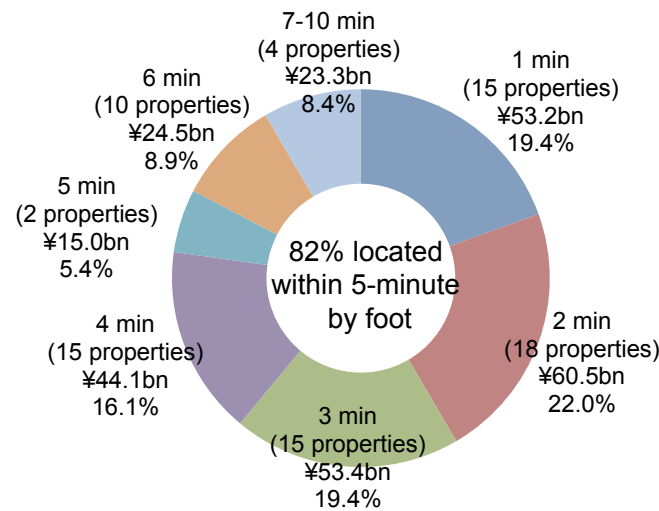 7-10 min
(4 properties)
¥23.3bn
8.4%
1 min
(15 properties)
¥53.2bn
19.4%
6 min
(10 properties)
¥24.5bn
8.9%
5 min
(2 properties)
¥15.0bn
5.4%
82% located
within 5-minute
by foot
4 min
(15 properties)
¥44.1bn
16.1%
2 min
(18 properties)
¥60.5bn
22.0%
3 min
(15 properties)
¥53.4bn
19.4%